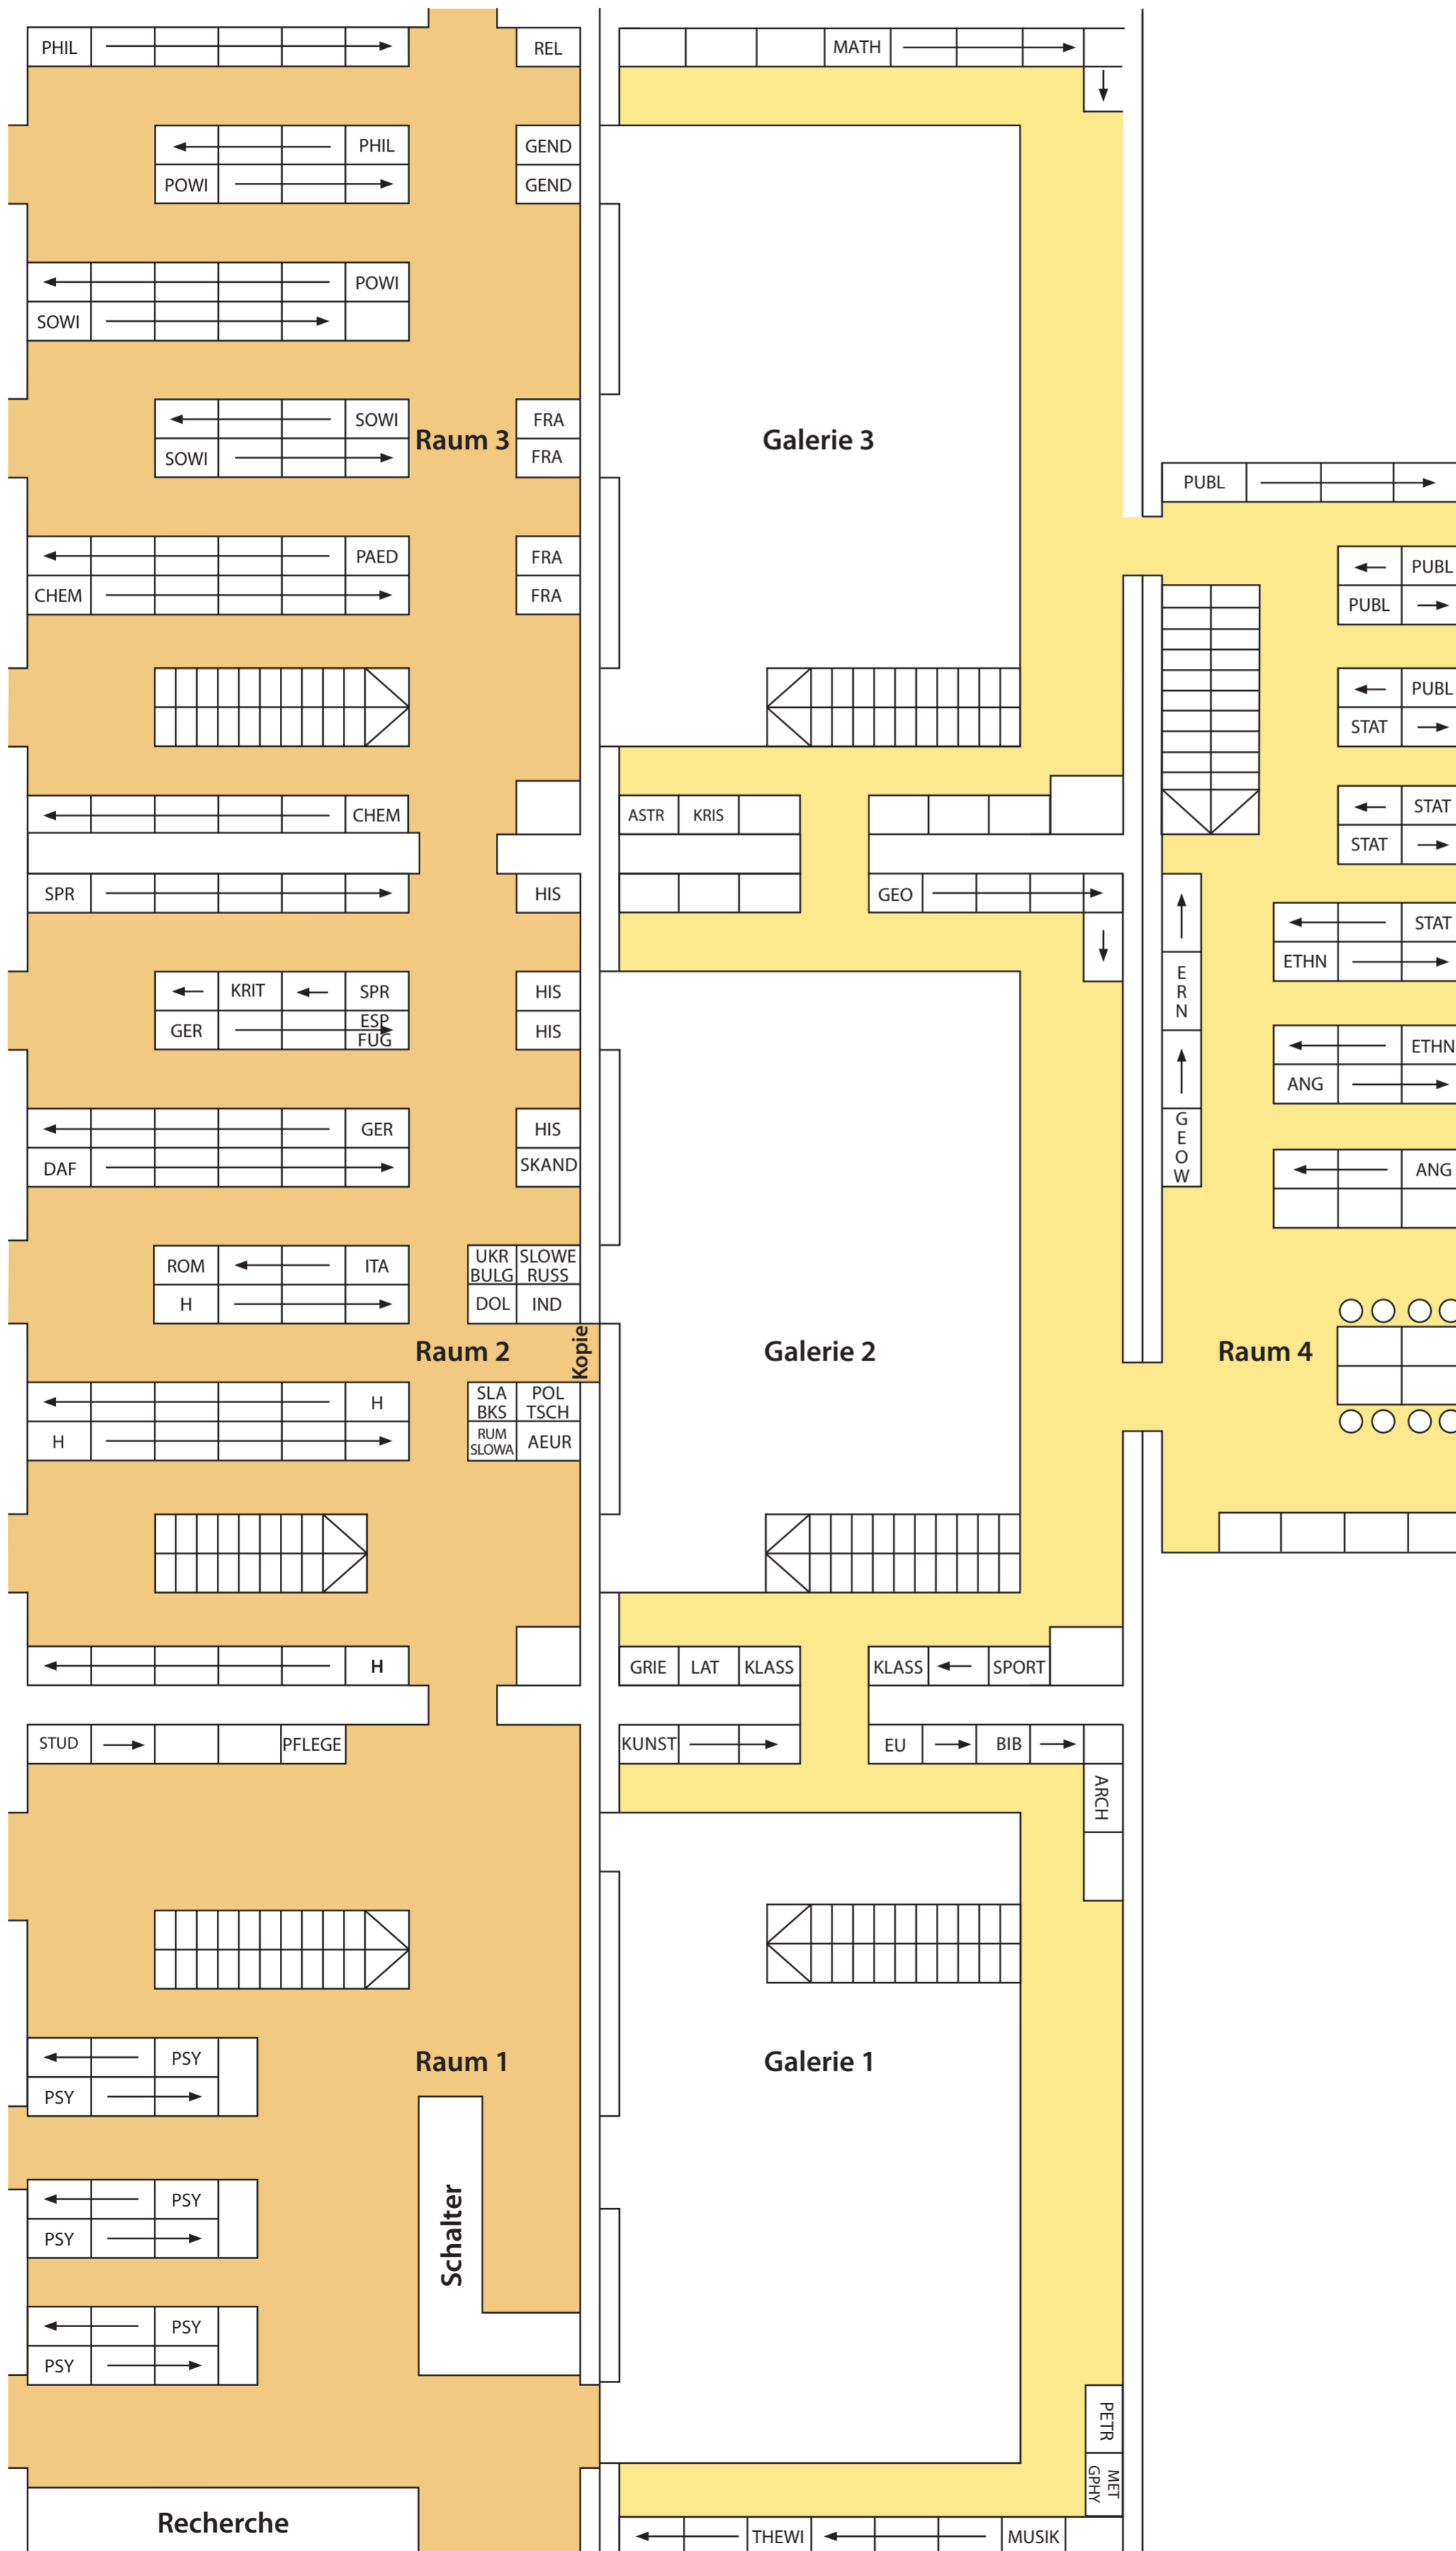 PHIL
REL
MATH
PHIL
GEND
POWI
GEND
POWI
SOWI
SOWI
FRA
Raum 3
Galerie 3
SOWI
FRA
PUBL
PAED
FRA
PUBL
CHEM
FRA
PUBL
PUBL
STAT
CHEM
ASTR
KRIS
STAT
STAT
SPR
HIS
GEO
STAT
ETHN
KRIT
SPR
HIS
ERN
GER
ESP
FUG
HIS
ETHN
ANG
GER
HIS
GEOW
DAF
SKAND
ANG
ROM
ITA
UKR
BULG
SLOWE
RUSS
H
DOL
IND
Raum 2
Kopie
Galerie 2
Raum 4
H
SLA
BKS
POL
TSCH
H
RUM
SLOWA
AEUR
H
GRIE
LAT
KLASS
KLASS
SPORT
STUD
PFLEGE
KUNST
EU
BIB
ARCH
PSY
Raum 1
Galerie 1
PSY
PSY
Schalter
PSY
PSY
PSY
PETR
MET
GPHY
Recherche
THEWI
MUSIK